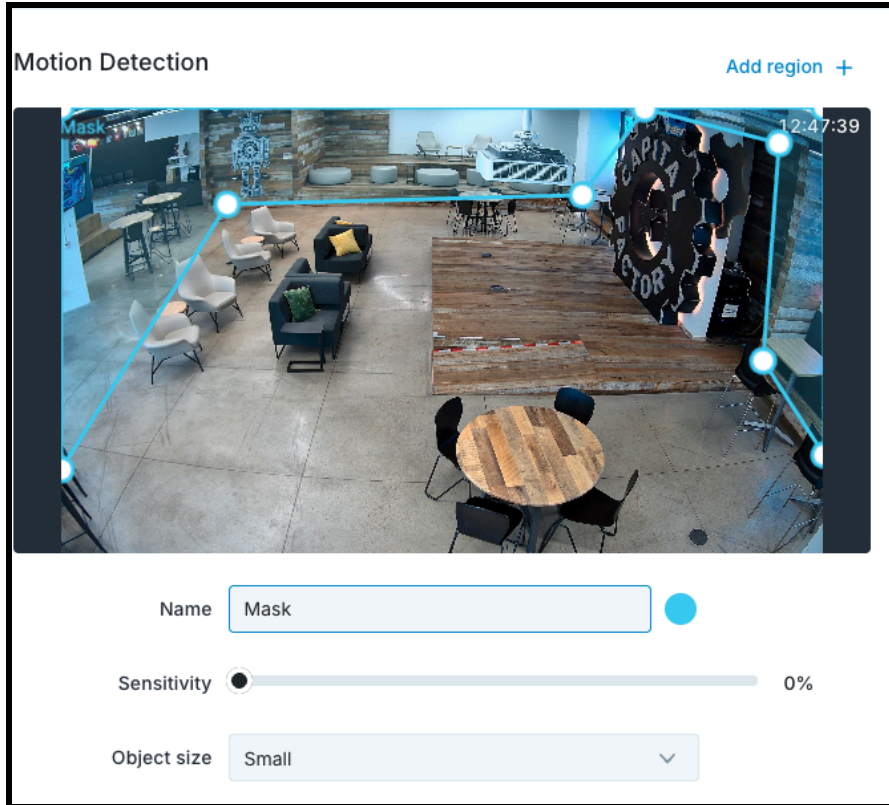 Motion Detection
Add region +
Mask
12:47:39
CAPITAL
FACTORY
Name
Mask
Sensitivity
0%
Object size
Small